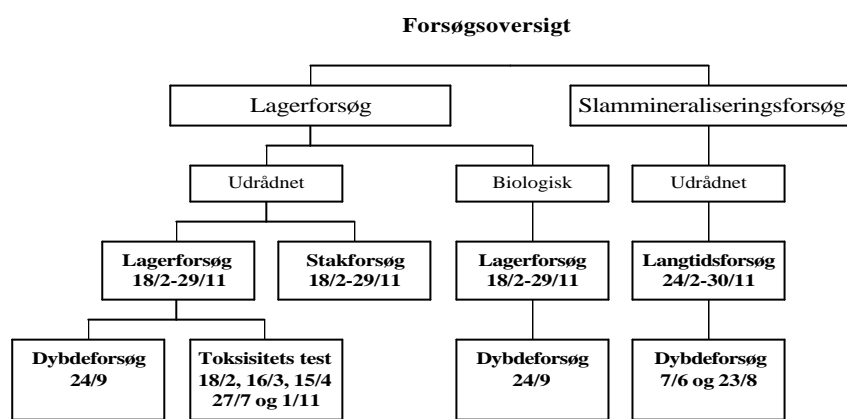 Forsøgsoversigt
Lagerforsøg
Slammineraliseringsforsøg
Udrådnet
Biologisk
Udrådnet
Lagerforsøg
18/2-29/11
Stakforsøg
18/2-29/11
Lagerforsøg
18/2-29/11
Langtidsforsøg
24/2-30/11
Dybdeforsøg
24/9
Toksisitets test
18/2, 16/3, 15/4
27/7 og 1/11
Dybdeforsøg
24/9
Dybdeforsøg
7/6 og 23/8